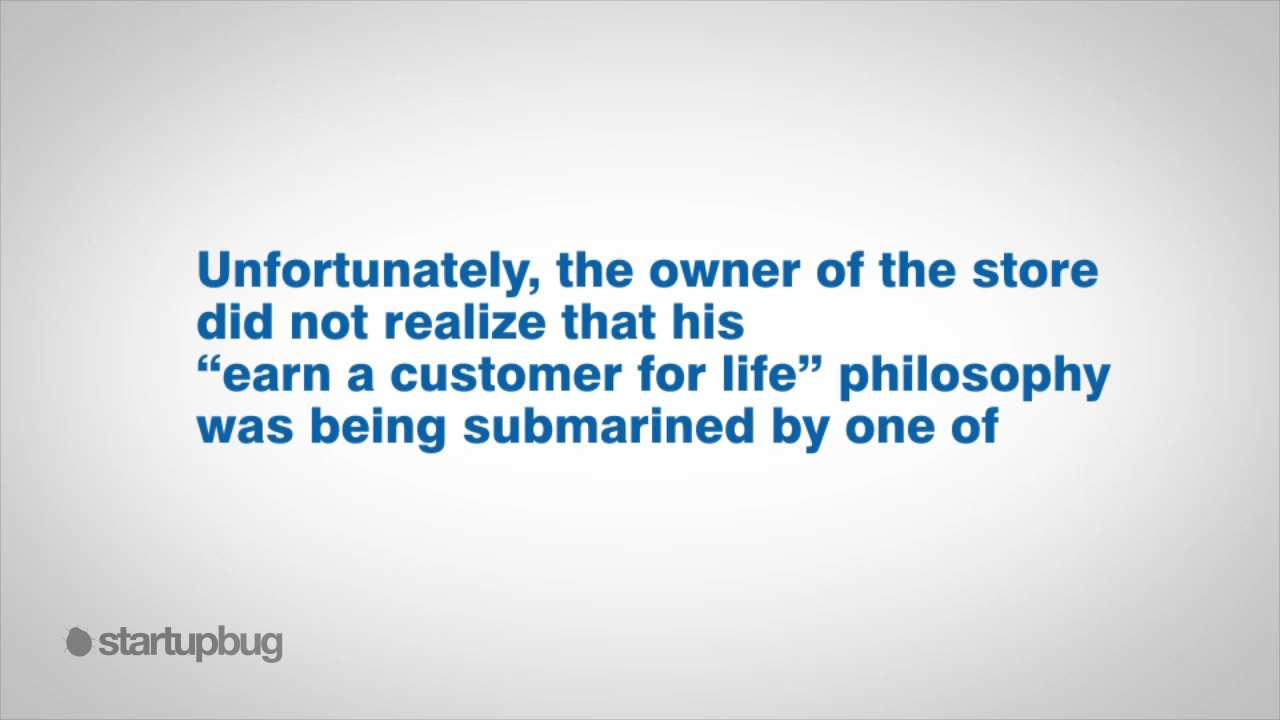 Unfortunately, the owner of the store
did not realize that his
“earn a customer for life” philosophy
was being submarined by one of
startupbug